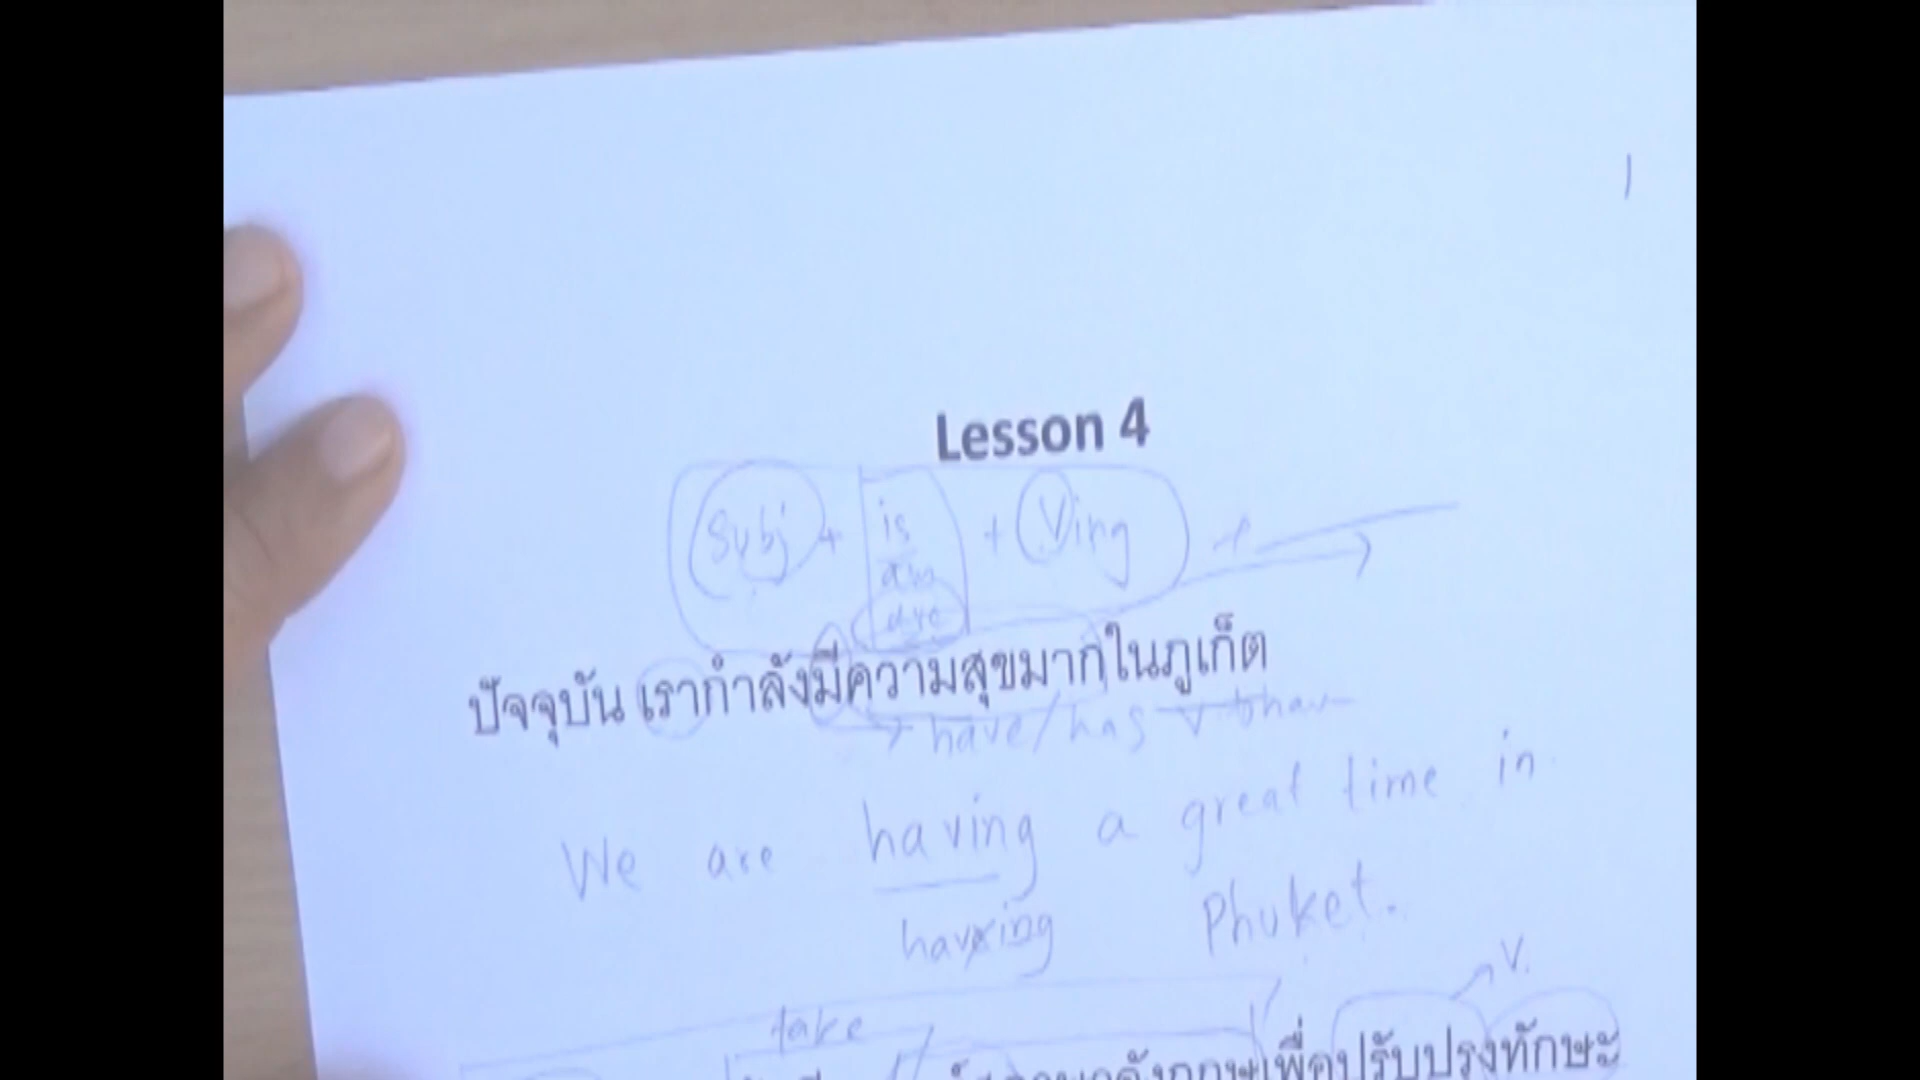 1
Lesson 4
Subj + is + Ving +
am
are
ปัจจุบัน เรากำลังมีความสุขมากในภูเก็ต
have/has
We are having a great time in
Phuket.
having
V.
take
เพื่อปรับปรุงทักษะ